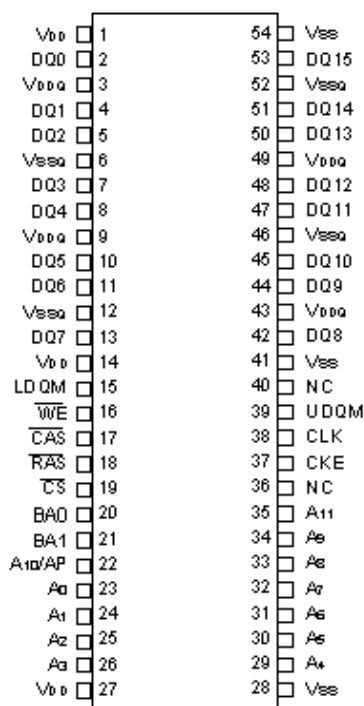 VDD 1 54 VSS
DQ0 2 53 DQ15
VDDQ 3 52 VSSQ
DQ1 4 51 DQ14
DQ2 5 50 DQ13
VSSQ 6 49 VDDQ
DQ3 7 48 DQ12
DQ4 8 47 DQ11
VDDQ 9 46 VSSQ
DQ5 10 45 DQ10
DQ6 11 44 DQ9
VSSQ 12 43 VDDQ
DQ7 13 42 DQ8
VDD 14 41 VSS
LDQM 15 40 NC
W̅E̅ 16 39 UDQM
C̅A̅S̅ 17 38 CLK
R̅A̅S̅ 18 37 CKE
C̅S̅ 19 36 NC
BA0 20 35 A11
BA1 21 34 A9
A10/AP 22 33 A8
A0 23 32 A7
A1 24 31 A6
A2 25 30 A5
A3 26 29 A4
VDD 27 28 VSS